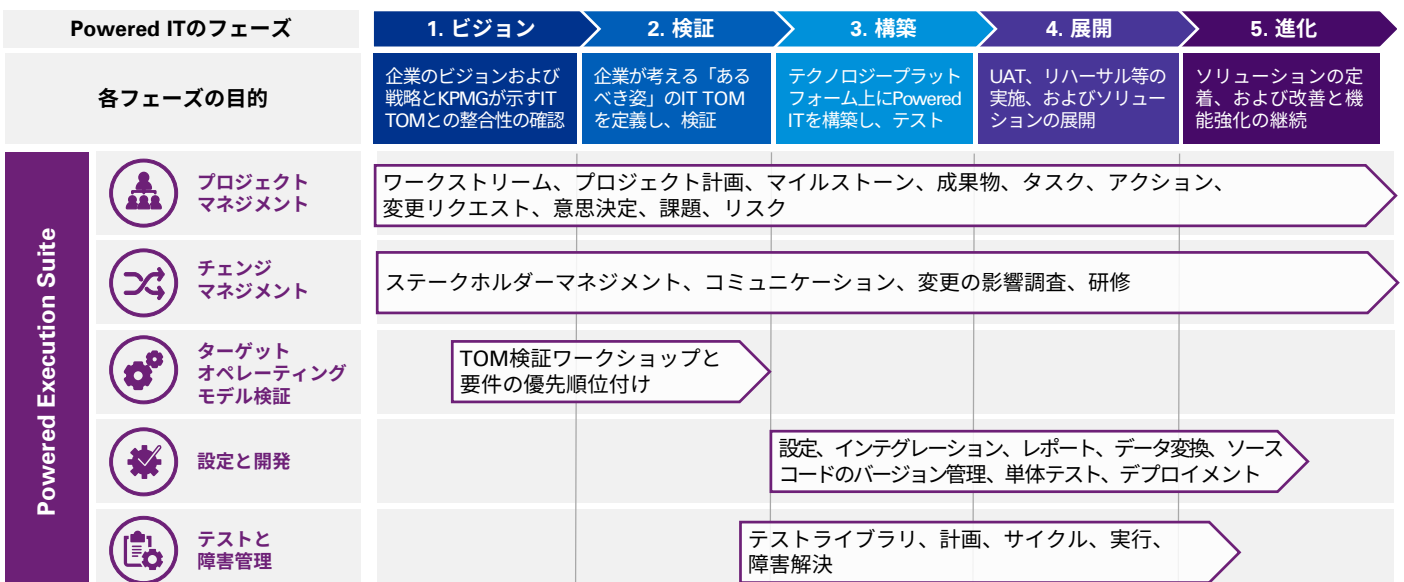 Powered ITのフェーズ
1. ビジョン
2. 検証
3. 構築
4. 展開
5. 進化
各フェーズの目的
企業のビジョンおよび
戦略とKPMGが示すIT
TOMとの整合性の確認
企業が考える「ある
べき姿」のIT TOM
を定義し、検証
テクノロジープラット
フォーム上にPowered
ITを構築し、テスト
UAT、リハーサル等の
実施、およびソリュー
ションの展開
ソリューションの定
着、および改善と機
能強化の継続
Powered Execution Suite
プロジェクト
マネジメント
ワークストリーム、プロジェクト計画、マイルストーン、成果物、タスク、アクション、
変更リクエスト、意思決定、課題、リスク
チェンジ
マネジメント
ステークホルダーマネジメント、コミュニケーション、変更の影響調査、研修
ターゲット
オペレーティング
モデル検証
TOM検証ワークショップと
要件の優先順位付け
設定と開発
設定、インテグレーション、レポート、データ変換、ソース
コードのバージョン管理、単体テスト、デプロイメント
テストと
障害管理
テストライブラリ、計画、サイクル、実行、
障害解決